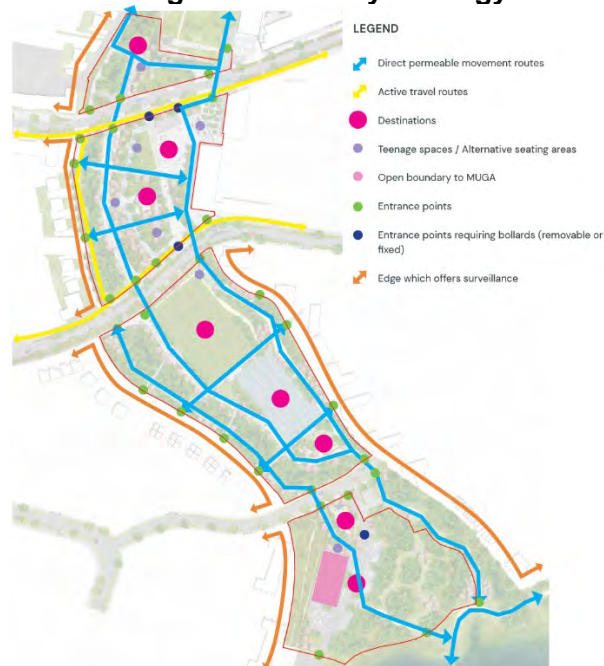 LEGEND
Direct permeable movement routes
Active travel routes
Destinations
Teenage spaces / Alternative seating areas
Open boundary to MUGA
Entrance points
Entrance points requiring bollards (removable or
fixed)
Edge which offers surveillance